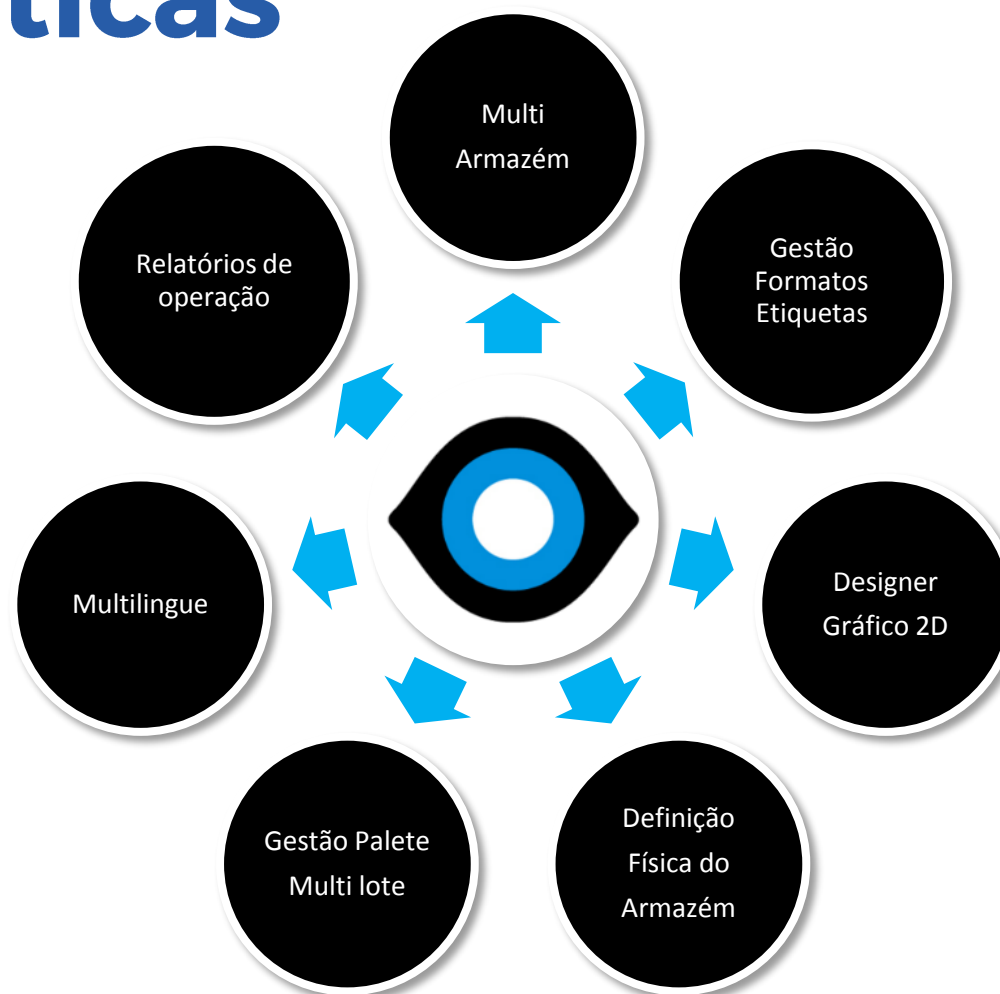 ticas
Multi
Armazém
Gestão
Formatos
Etiquetas
Designer
Gráfico 2D
Definição
Física do
Armazém
Gestão Palete
Multi lote
Multilingue
Relatórios de
operação